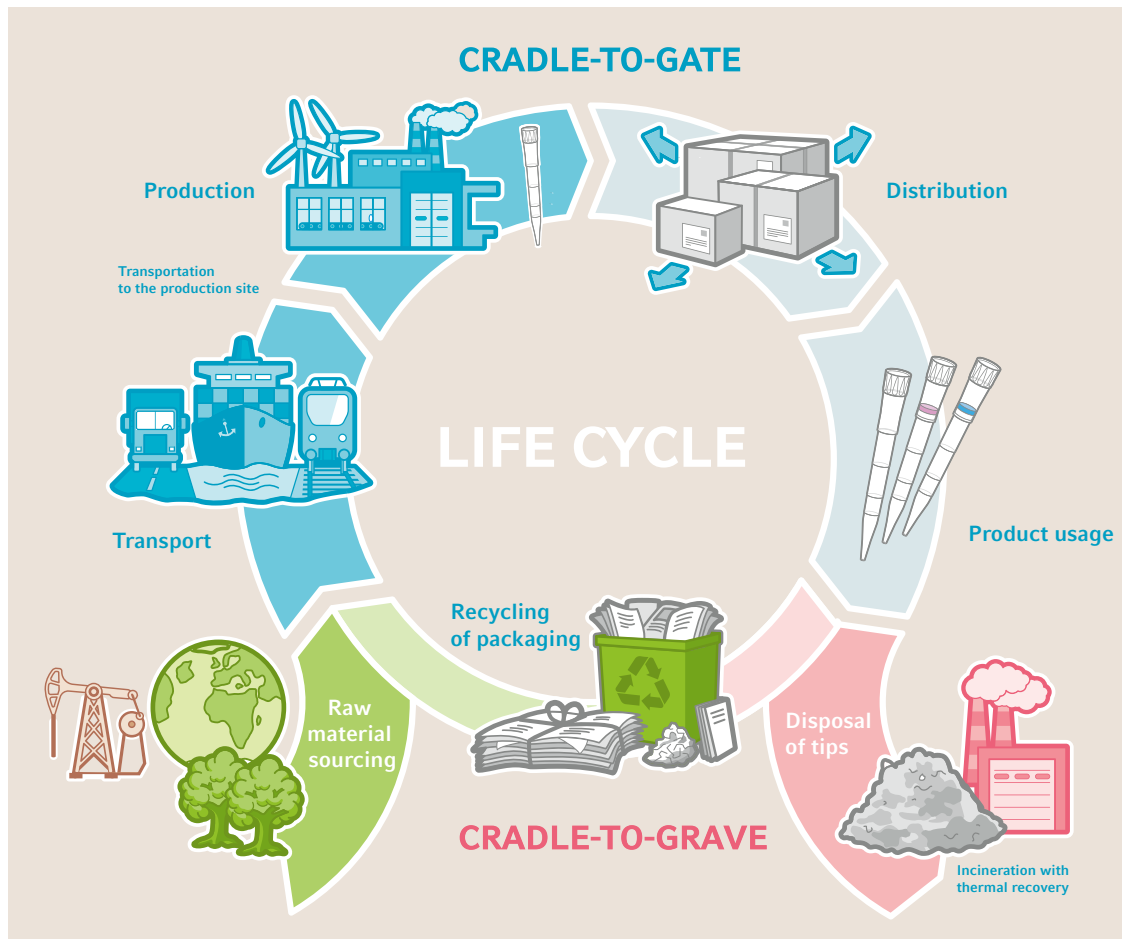 CRADLE-TO-GATE
Production
Distribution
Transportation
to the production site
LIFE CYCLE
Transport
Product usage
Recycling
of packaging
Raw
material
sourcing
Disposal
of tips
CRADLE-TO-GRAVE
Incineration with
thermal recovery